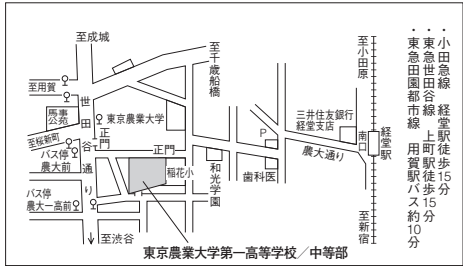 ・小田急線　経堂駅徒歩15分
・東急世田谷線　上町駅徒歩15分
・東急田園都市線　用賀駅バス約10分
至成城
至千歳船橋
至小田原
至用賀
馬事公苑
世田谷通り
正門
東京農業大学
至桜新町
バス停
農大前
正門
稲花小
和光学園
P
三井住友銀行
経堂支店
南口
経堂駅
農大通り
歯科医
バス停
農大一高前
至新宿
至渋谷
東京農業大学第一高等学校／中等部